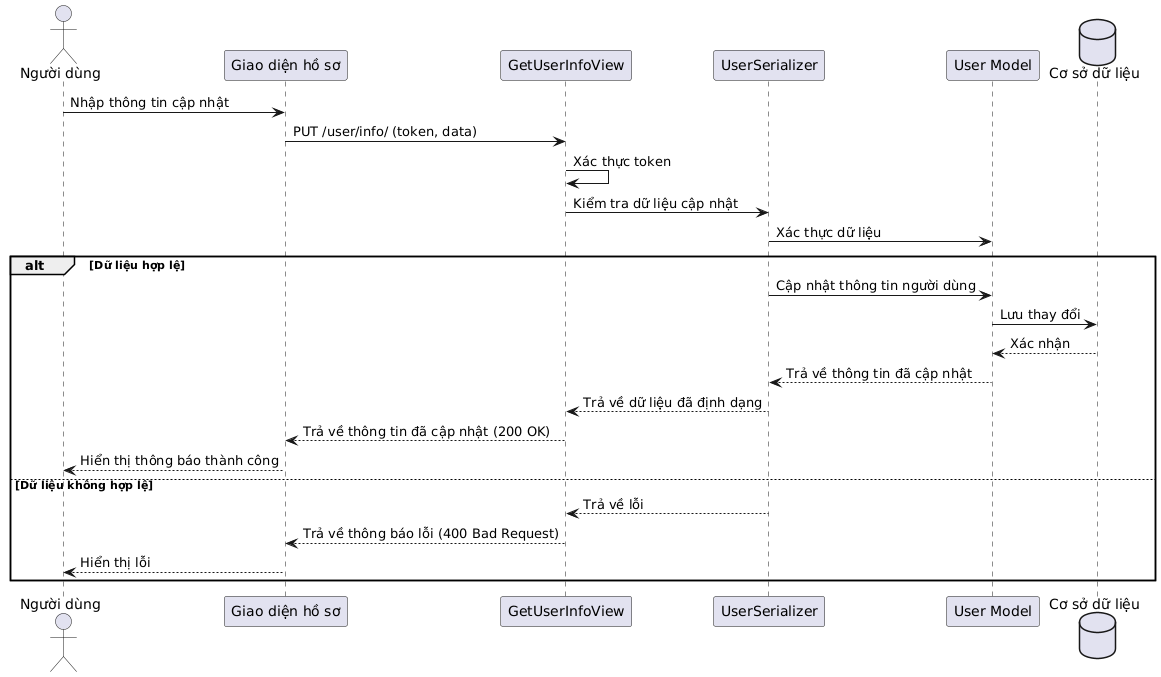 Người dùng
Giao diện hồ sơ
GetUserInfoView
UserSerializer
User Model
Cơ sở dữ liệu
Nhập thông tin cập nhật
PUT /user/info/ (token, data)
Xác thực token
Kiểm tra dữ liệu cập nhật
Xác thực dữ liệu
alt
[Dữ liệu hợp lệ]
Cập nhật thông tin người dùng
Lưu thay đổi
Xác nhận
Trả về thông tin đã cập nhật
Trả về dữ liệu đã định dạng
Trả về thông tin đã cập nhật (200 OK)
Hiển thị thông báo thành công
[Dữ liệu không hợp lệ]
Trả về lỗi
Trả về thông báo lỗi (400 Bad Request)
Hiển thị lỗi
Người dùng
Giao diện hồ sơ
GetUserInfoView
UserSerializer
User Model
Cơ sở dữ liệu